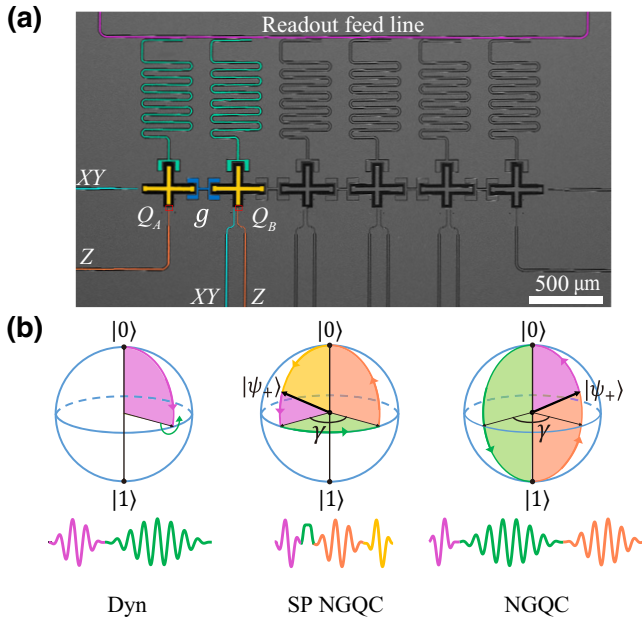 (a)
Readout feed line
XY
Q_A
g
Q_B
Z
XY
Z
500 μm
(b)
|0⟩
|0⟩
|0⟩
|ψ₊⟩
|ψ₊⟩
γ
γ
|1⟩
|1⟩
|1⟩
Dyn
SP NGQC
NGQC